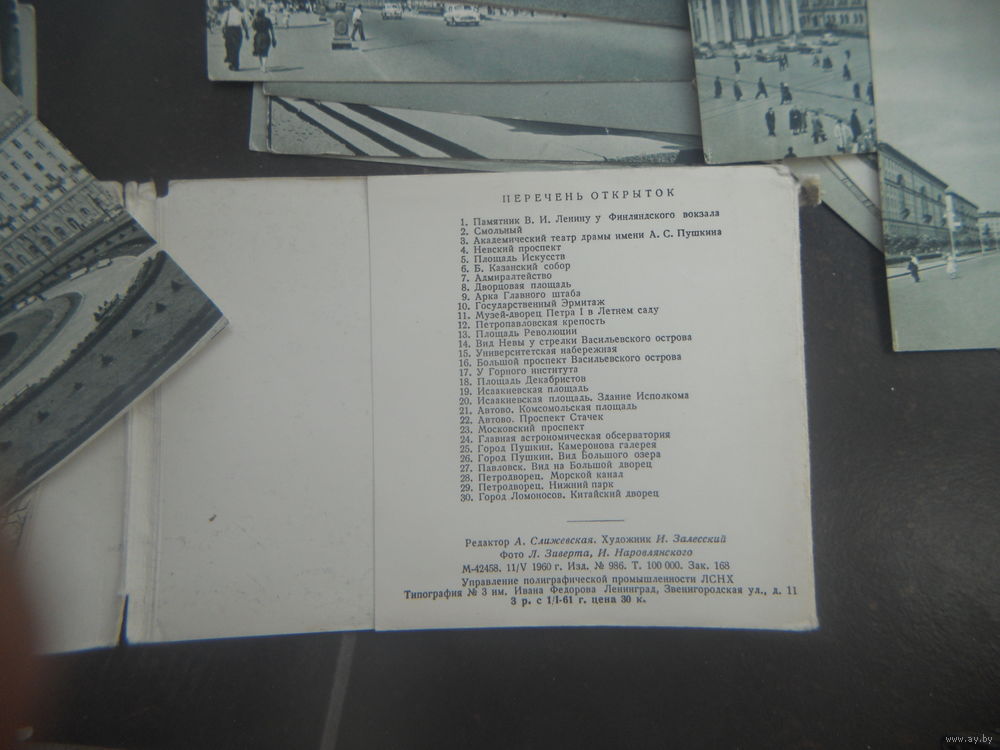 ПЕРЕЧЕНЬ ОТКРЫТОК
1. Памятник В. И. Ленину у Финляндского вокзала
2. Смольный
3. Академический театр драмы имени А. С. Пушкина
4. Невский проспект
5. Площадь Искусств
6. Б. Казанский собор
7. Адмиралтейство
8. Дворцовая площадь
9. Арка Главного штаба
10. Государственный Эрмитаж
11. Музей-дворец Петра I в Летнем саду
12. Петропавловская крепость
13. Площадь Революции
14. Вид Невы у стрелки Васильевского острова
15. Университетская набережная
16. Большой проспект Васильевского острова
17. У Горного института
18. Площадь Декабристов
19. Исаакиевская площадь
20. Исаакиевская площадь. Здание Исполкома
21. Автово. Комсомольская площадь
22. Автово. Проспект Стачек
23. Московский проспект
24. Главная астрономическая обсерватория
25. Город Пушкин. Камеронова галерея
26. Город Пушкин. Вид Большого озера
27. Павловск. Вид на Большой дворец
28. Петродворец. Морской канал
29. Петродворец. Нижний парк
30. Город Ломоносов. Китайский дворец
Редактор А. Слижевская. Художник И. Залесский
Фото Л. Заверта, И. Наровлянского
М-42458. 11/V 1960 г. Изд. № 986. Т. 100 000. Зак. 168
Управление полиграфической промышленности ЛСНХ
Типография № 3 им. Ивана Федорова Ленинград, Звенигородская ул., д. 11
3 р. с 1/I-61 г. цена 30 к.
www.ay.by